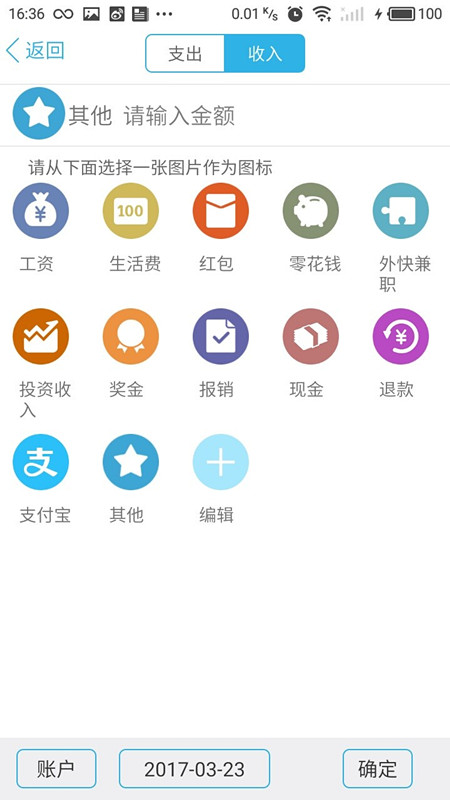 16:36 0.01 K/s 100
返回 支出 收入
其他 请输入金额
请从下面选择一张图片作为图标
¥ 100 ¥
工资 生活费 红包 零花钱 外快兼
职
投资收 奖金 报销 现金 退款
入
支
支付宝 其他 编辑
账户 2017-03-23 确定